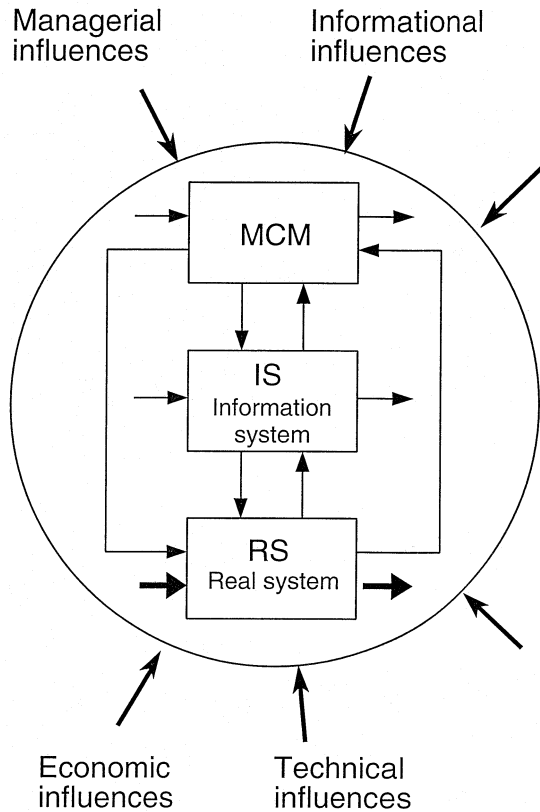 Managerial
influences
Informational
influences
MCM
IS
Information
system
RS
Real system
Economic
influences
Technical
influences